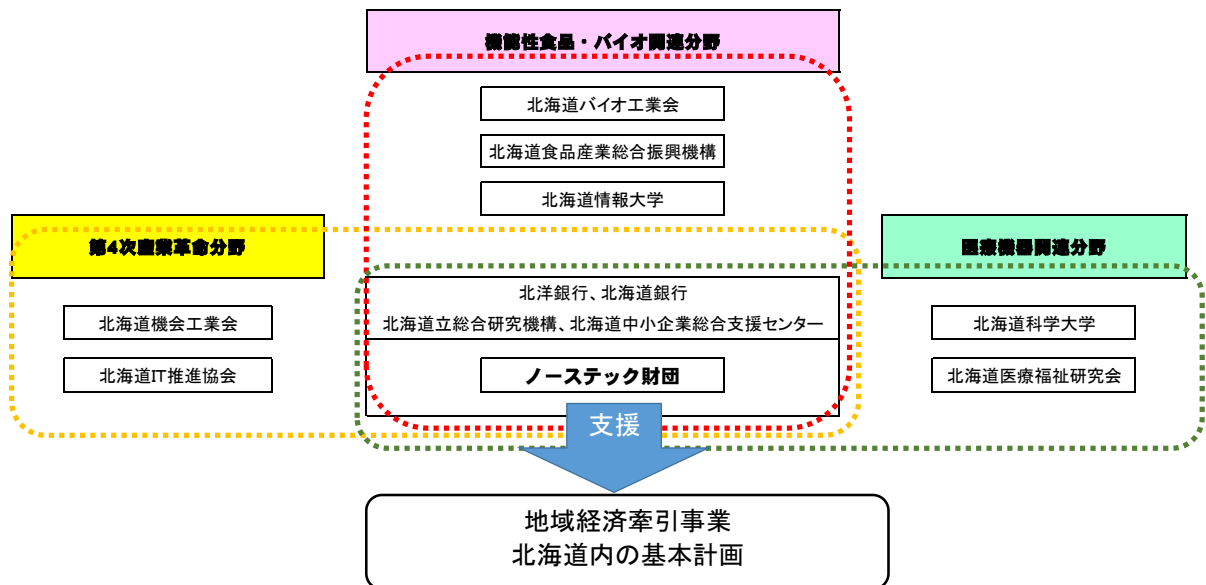 機能性食品・バイオ関連分野
北海道バイオ工業会
北海道食品産業総合振興機構
北海道情報大学
第4次産業革命分野
医療機器関連分野
北海道機会工業会
北海道IT推進協会
北洋銀行、北海道銀行
北海道立総合研究機構、北海道中小企業総合支援センター
ノーステック財団
北海道科学大学
北海道医療福祉研究会
支援
地域経済牽引事業
北海道内の基本計画